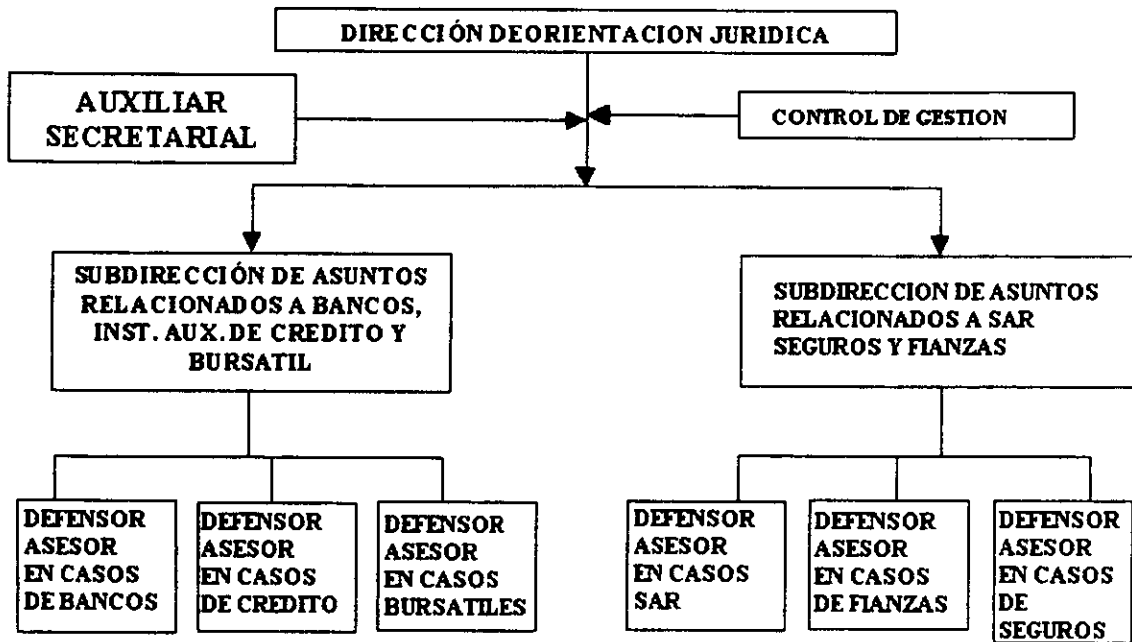 DIRECCIÓN DEORIENTACION JURIDICA
AUXILIAR
SECRETARIAL
CONTROL DE GESTION
SUBDIRECCIÓN DE ASUNTOS
RELACIONADOS A BANCOS,
INST. AUX. DE CREDITO Y
BURSATIL
SUBDIRECCION DE ASUNTOS
RELACIONADOS A SAR
SEGUROS Y FIANZAS
DEFENSOR
ASESOR
EN CASOS
DE BANCOS
DEFENSOR
ASESOR
EN CASOS
DE CREDITO
DEFENSOR
ASESOR
EN CASOS
BURSATILES
DEFENSOR
ASESOR
EN CASOS
SAR
DEFENSOR
ASESOR
EN CASOS
DE FIANZAS
DEFENSOR
ASESOR
EN CASOS
DE
SEGUROS